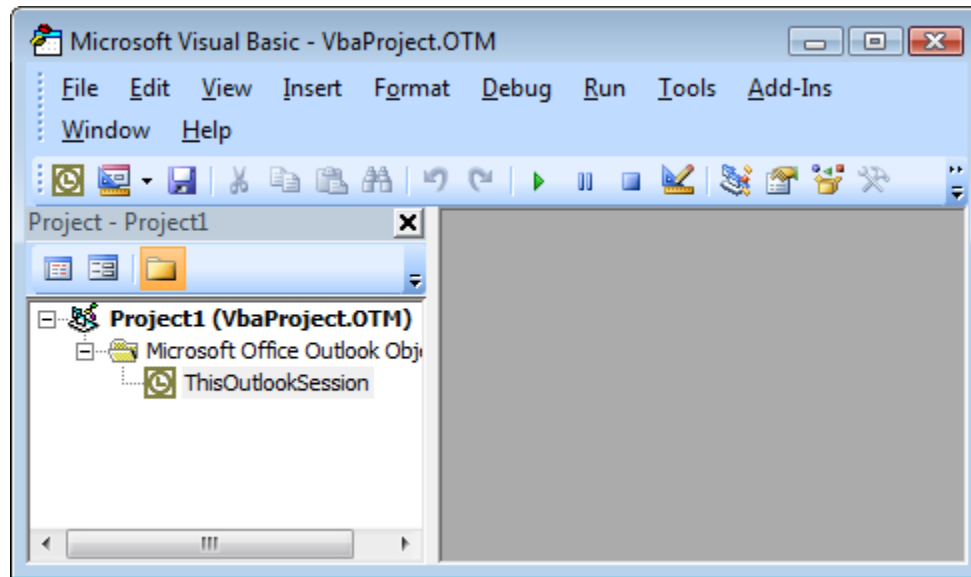 Microsoft Visual Basic - VbaProject.OTM
File Edit View Insert Format Debug Run Tools Add-Ins
Window Help
Project - Project1
Project1 (VbaProject.OTM)
Microsoft Office Outlook Obj
ThisOutlookSession